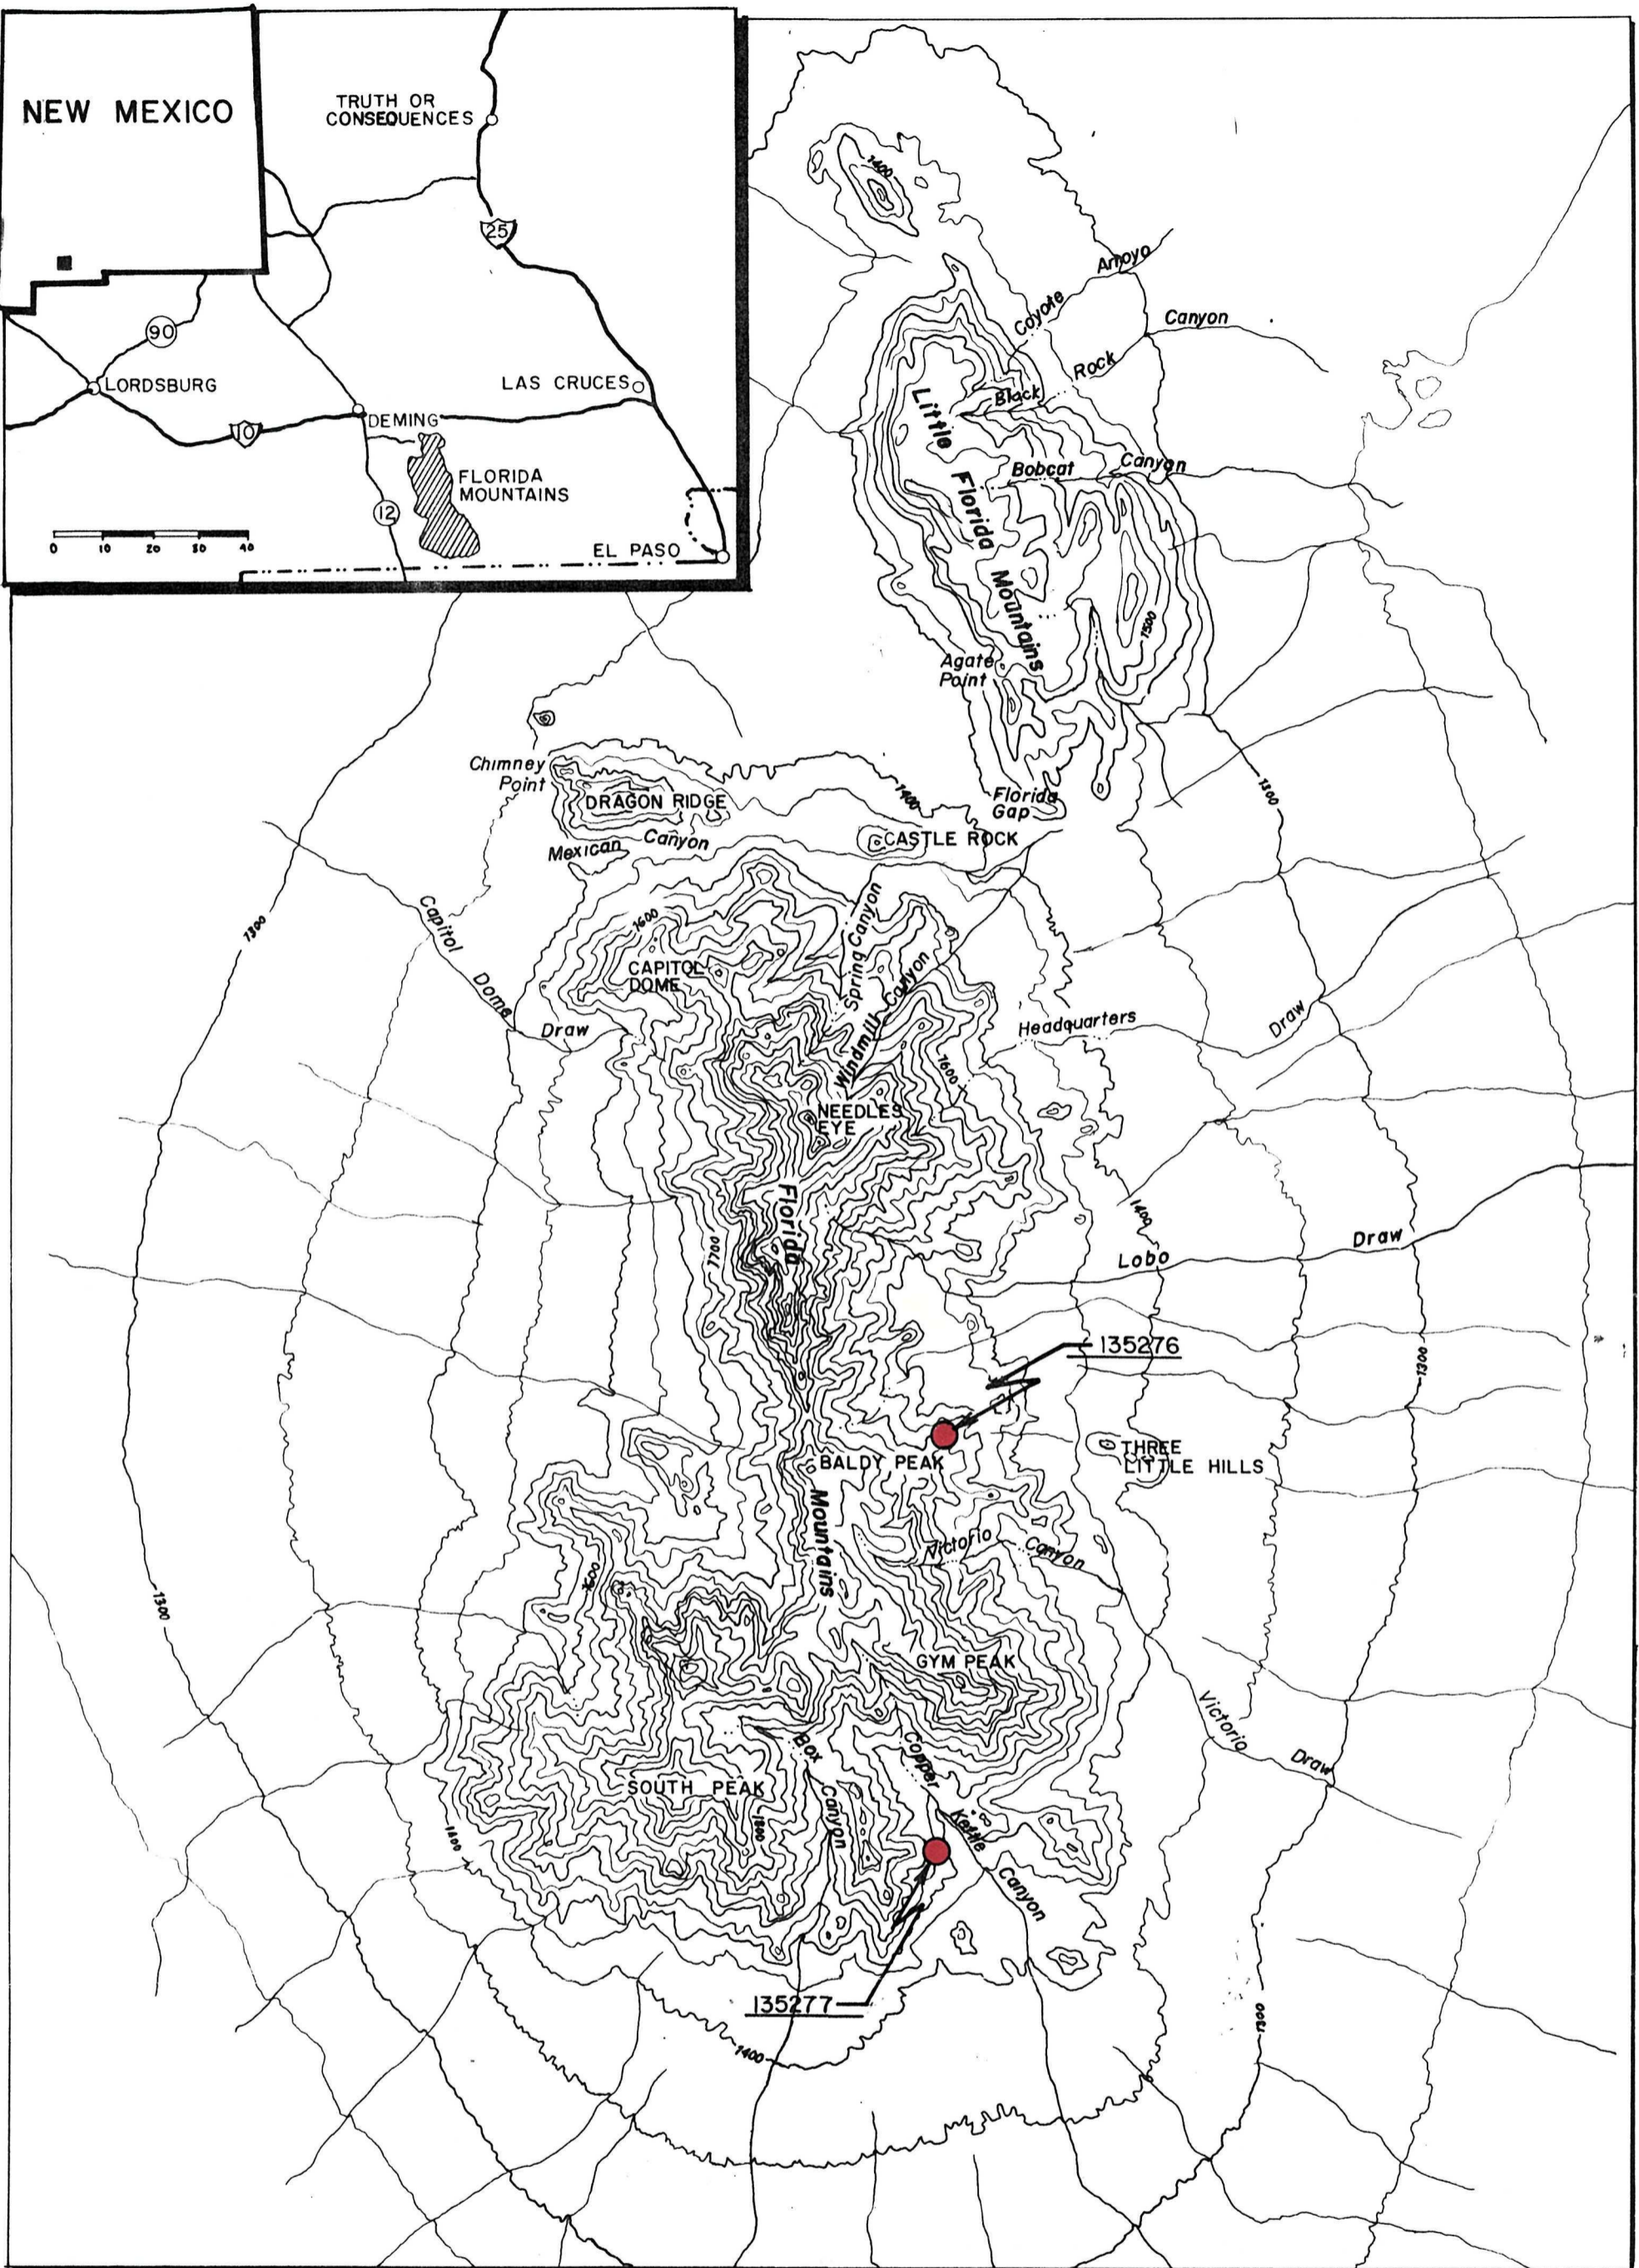 NEW MEXICO
TRUTH OR
CONSEQUENCES
25
90
LORDSBURG
LAS CRUCES
10
DEMING
FLORIDA
MOUNTAINS
12
0 10 20 30 40
EL PASO
1400
Arroyo
Coyote
Canyon
Rock
Black
Little
Florida
Mountains
Bobcat Canyon
1500
Agate
Point
Chimney
Point
DRAGON RIDGE
1400
Florida
Gap
1300
CASTLE ROCK
Mexican Canyon
Capitol
Dome
Draw
1300
1600
CAPITOL
DOME
Spring Canyon
Windmill Canyon
Headquarters
Draw
1600
NEEDLES
EYE
Florida
Mountains
1700
1400
Lobo
Draw
135276
1300
BALDY PEAK
THREE
LITTLE HILLS
Victorio
Canyon
1600
1300
GYM PEAK
Victorio
Draw
Box
Canyon
Copper
Kettle
Canyon
SOUTH PEAK
1800
1400
135277
1400
1300